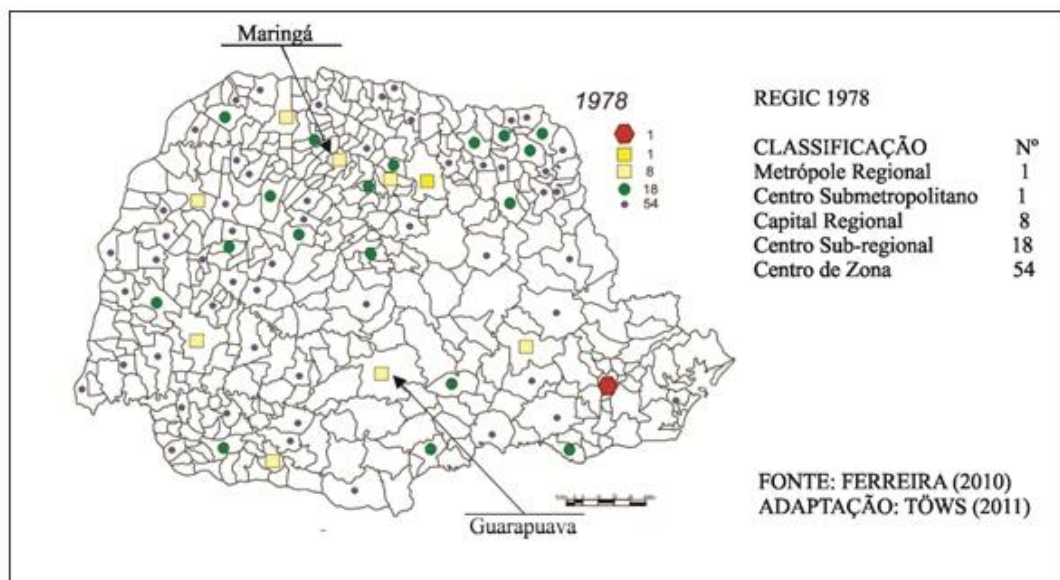 Maringá
1978
1
1
8
18
54
REGIC 1978
CLASSIFICAÇÃO Nº
Metrópole Regional 1
Centro Submetropolitano 1
Capital Regional 8
Centro Sub-regional 18
Centro de Zona 54
Guarapuava
FONTE: FERREIRA (2010)
ADAPTAÇÃO: TÖWS (2011)